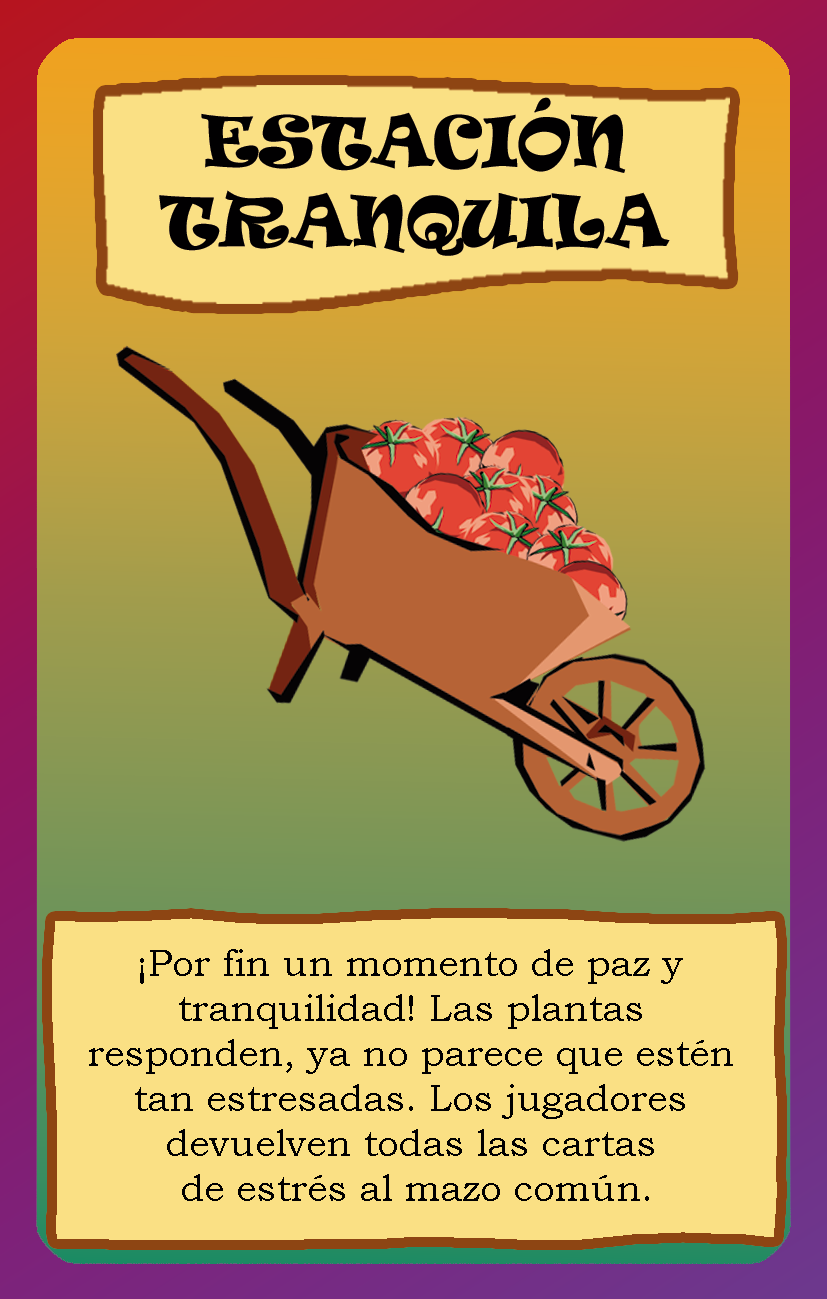 ESTACIÓN
TRANQUILA
¡Por fin un momento de paz y
tranquilidad! Las plantas
responden, ya no parece que estén
tan estresadas. Los jugadores
devuelven todas las cartas
de estrés al mazo común.